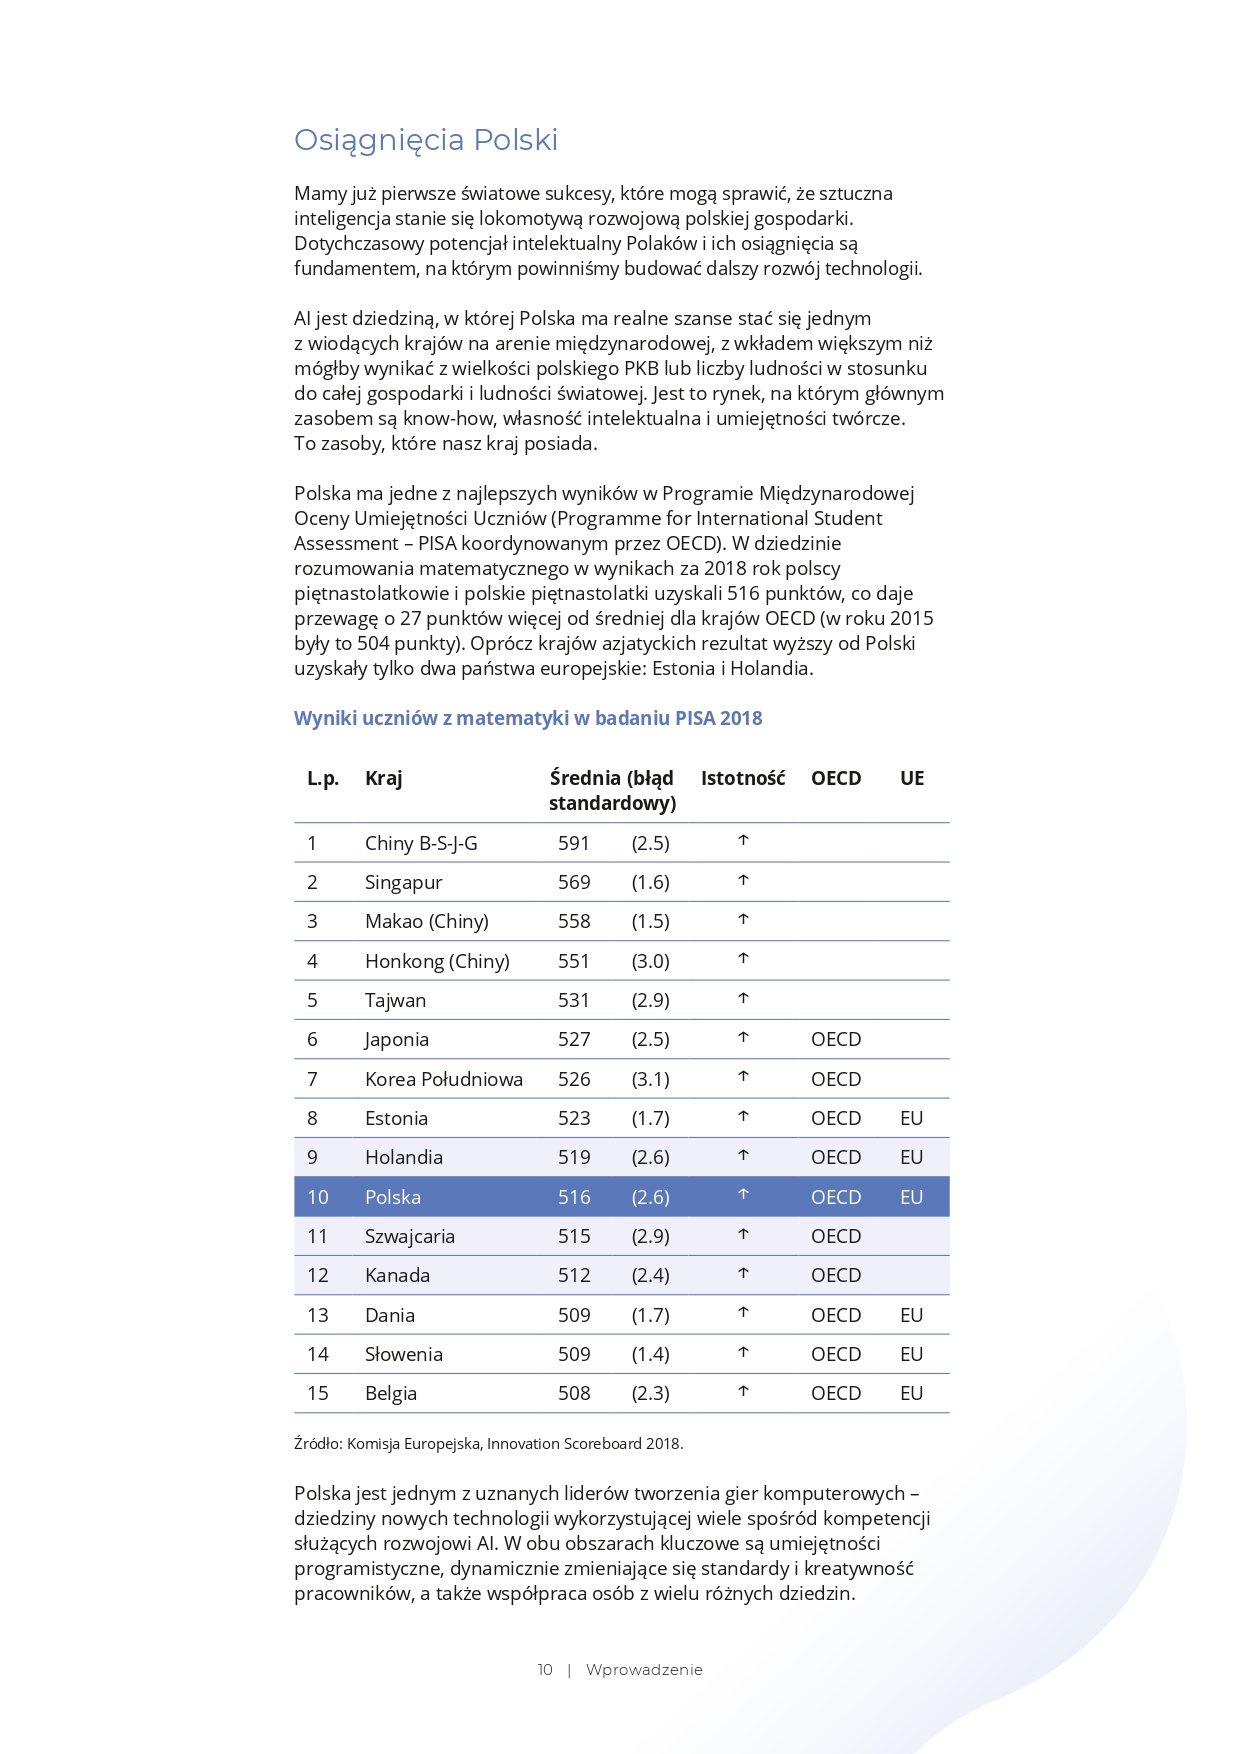 Osiągnięcia Polski
Mamy już pierwsze światowe sukcesy, które mogą sprawić, że sztuczna
inteligencja stanie się lokomotywą rozwojową polskiej gospodarki.
Dotychczasowy potencjał intelektualny Polaków i ich osiągnięcia są
fundamentem, na którym powinniśmy budować dalszy rozwój technologii.
AI jest dziedziną, w której Polska ma realne szanse stać się jednym
z wiodących krajów na arenie międzynarodowej, z wkładem większym niż
mógłby wynikać z wielkości polskiego PKB lub liczby ludności w stosunku
do całej gospodarki i ludności światowej. Jest to rynek, na którym głównym
zasobem są know-how, własność intelektualna i umiejętności twórcze.
To zasoby, które nasz kraj posiada.
Polska ma jedne z najlepszych wyników w Programie Międzynarodowej
Oceny Umiejętności Uczniów (Programme for International Student
Assessment – PISA koordynowanym przez OECD). W dziedzinie
rozumowania matematycznego w wynikach za 2018 rok polscy
piętnastolatkowie i polskie piętnastolatki uzyskali 516 punktów, co daje
przewagę o 27 punktów więcej od średniej dla krajów OECD (w roku 2015
były to 504 punkty). Oprócz krajów azjatyckich rezultat wyższy od Polski
uzyskały tylko dwa państwa europejskie: Estonia i Holandia.
Wyniki uczniów z matematyki w badaniu PISA 2018
L.p. Kraj Średnia (błąd Istotność OECD UE
standardowy)
1 Chiny B-S-J-G 591 (2.5) ↑
2 Singapur 569 (1.6) ↑
3 Makao (Chiny) 558 (1.5) ↑
4 Honkong (Chiny) 551 (3.0) ↑
5 Tajwan 531 (2.9) ↑
6 Japonia 527 (2.5) ↑ OECD
7 Korea Południowa 526 (3.1) ↑ OECD
8 Estonia 523 (1.7) ↑ OECD EU
9 Holandia 519 (2.6) ↑ OECD EU
10 Polska 516 (2.6) ↑ OECD EU
11 Szwajcaria 515 (2.9) ↑ OECD
12 Kanada 512 (2.4) ↑ OECD
13 Dania 509 (1.7) ↑ OECD EU
14 Słowenia 509 (1.4) ↑ OECD EU
15 Belgia 508 (2.3) ↑ OECD EU
Źródło: Komisja Europejska, Innovation Scoreboard 2018.
Polska jest jednym z uznanych liderów tworzenia gier komputerowych –
dziedziny nowych technologii wykorzystującej wiele spośród kompetencji
służących rozwojowi AI. W obu obszarach kluczowe są umiejętności
programistyczne, dynamicznie zmieniające się standardy i kreatywność
pracowników, a także współpraca osób z wielu różnych dziedzin.
10 | Wprowadzenie